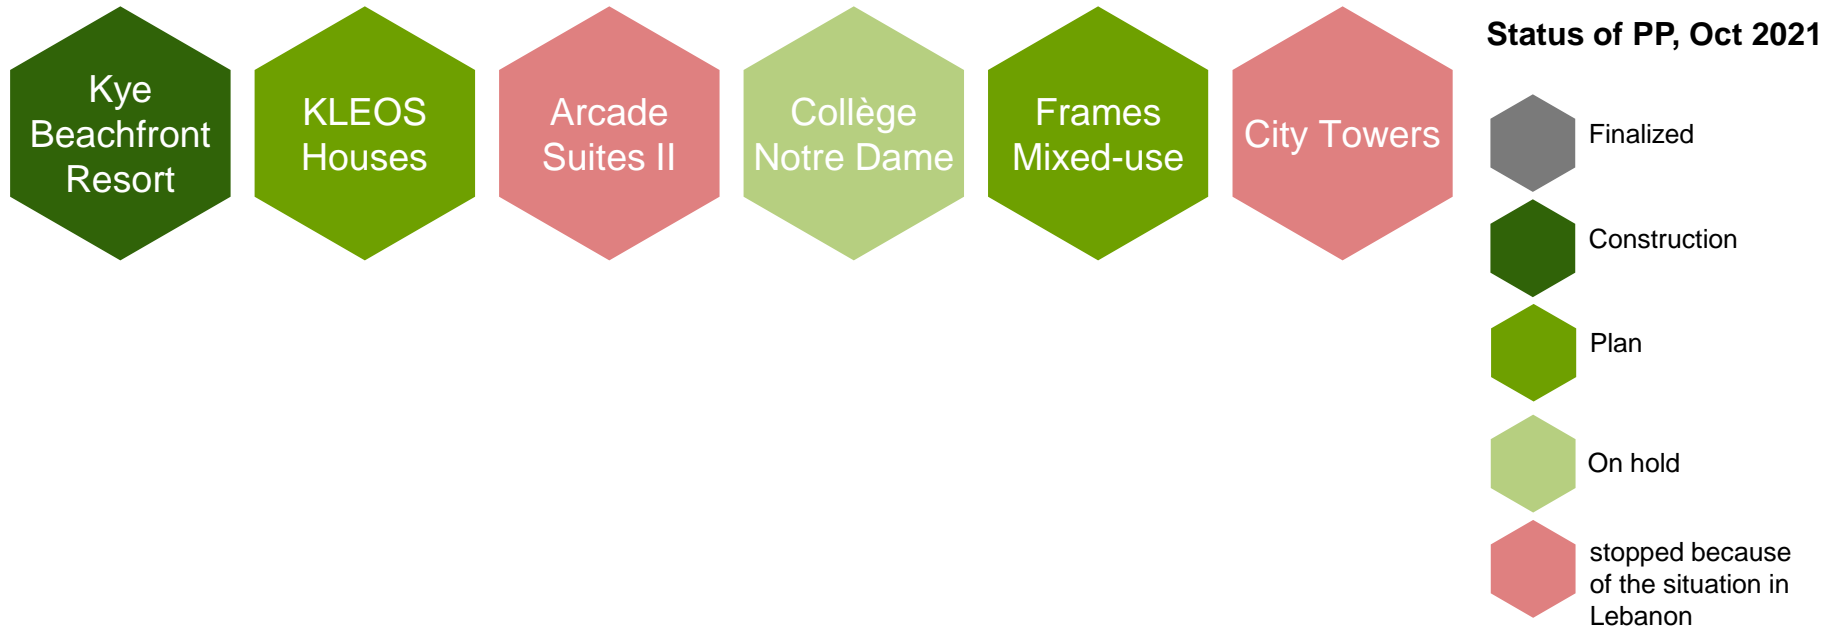 Kye
Beachfront
Resort
KLEOS
Houses
Arcade
Suites II
Collège
Notre Dame
Frames
Mixed-use
City Towers
Status of PP, Oct 2021
Finalized
Construction
Plan
On hold
stopped because
of the situation in
Lebanon